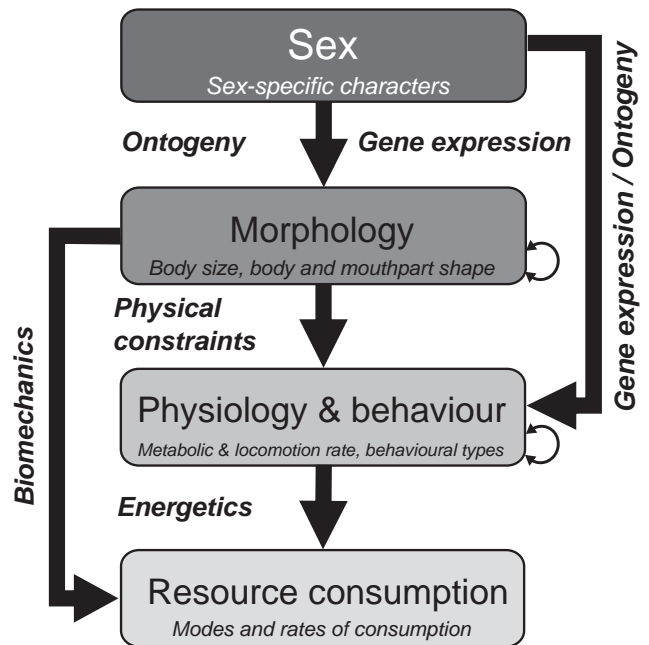 Sex
Sex-specific characters
Ontogeny
Gene expression
Gene expression / Ontogeny
Morphology
Body size, body and mouthpart shape
Physical
constraints
Biomechanics
Physiology & behaviour
Metabolic & locomotion rate, behavioural types
Energetics
Resource consumption
Modes and rates of consumption